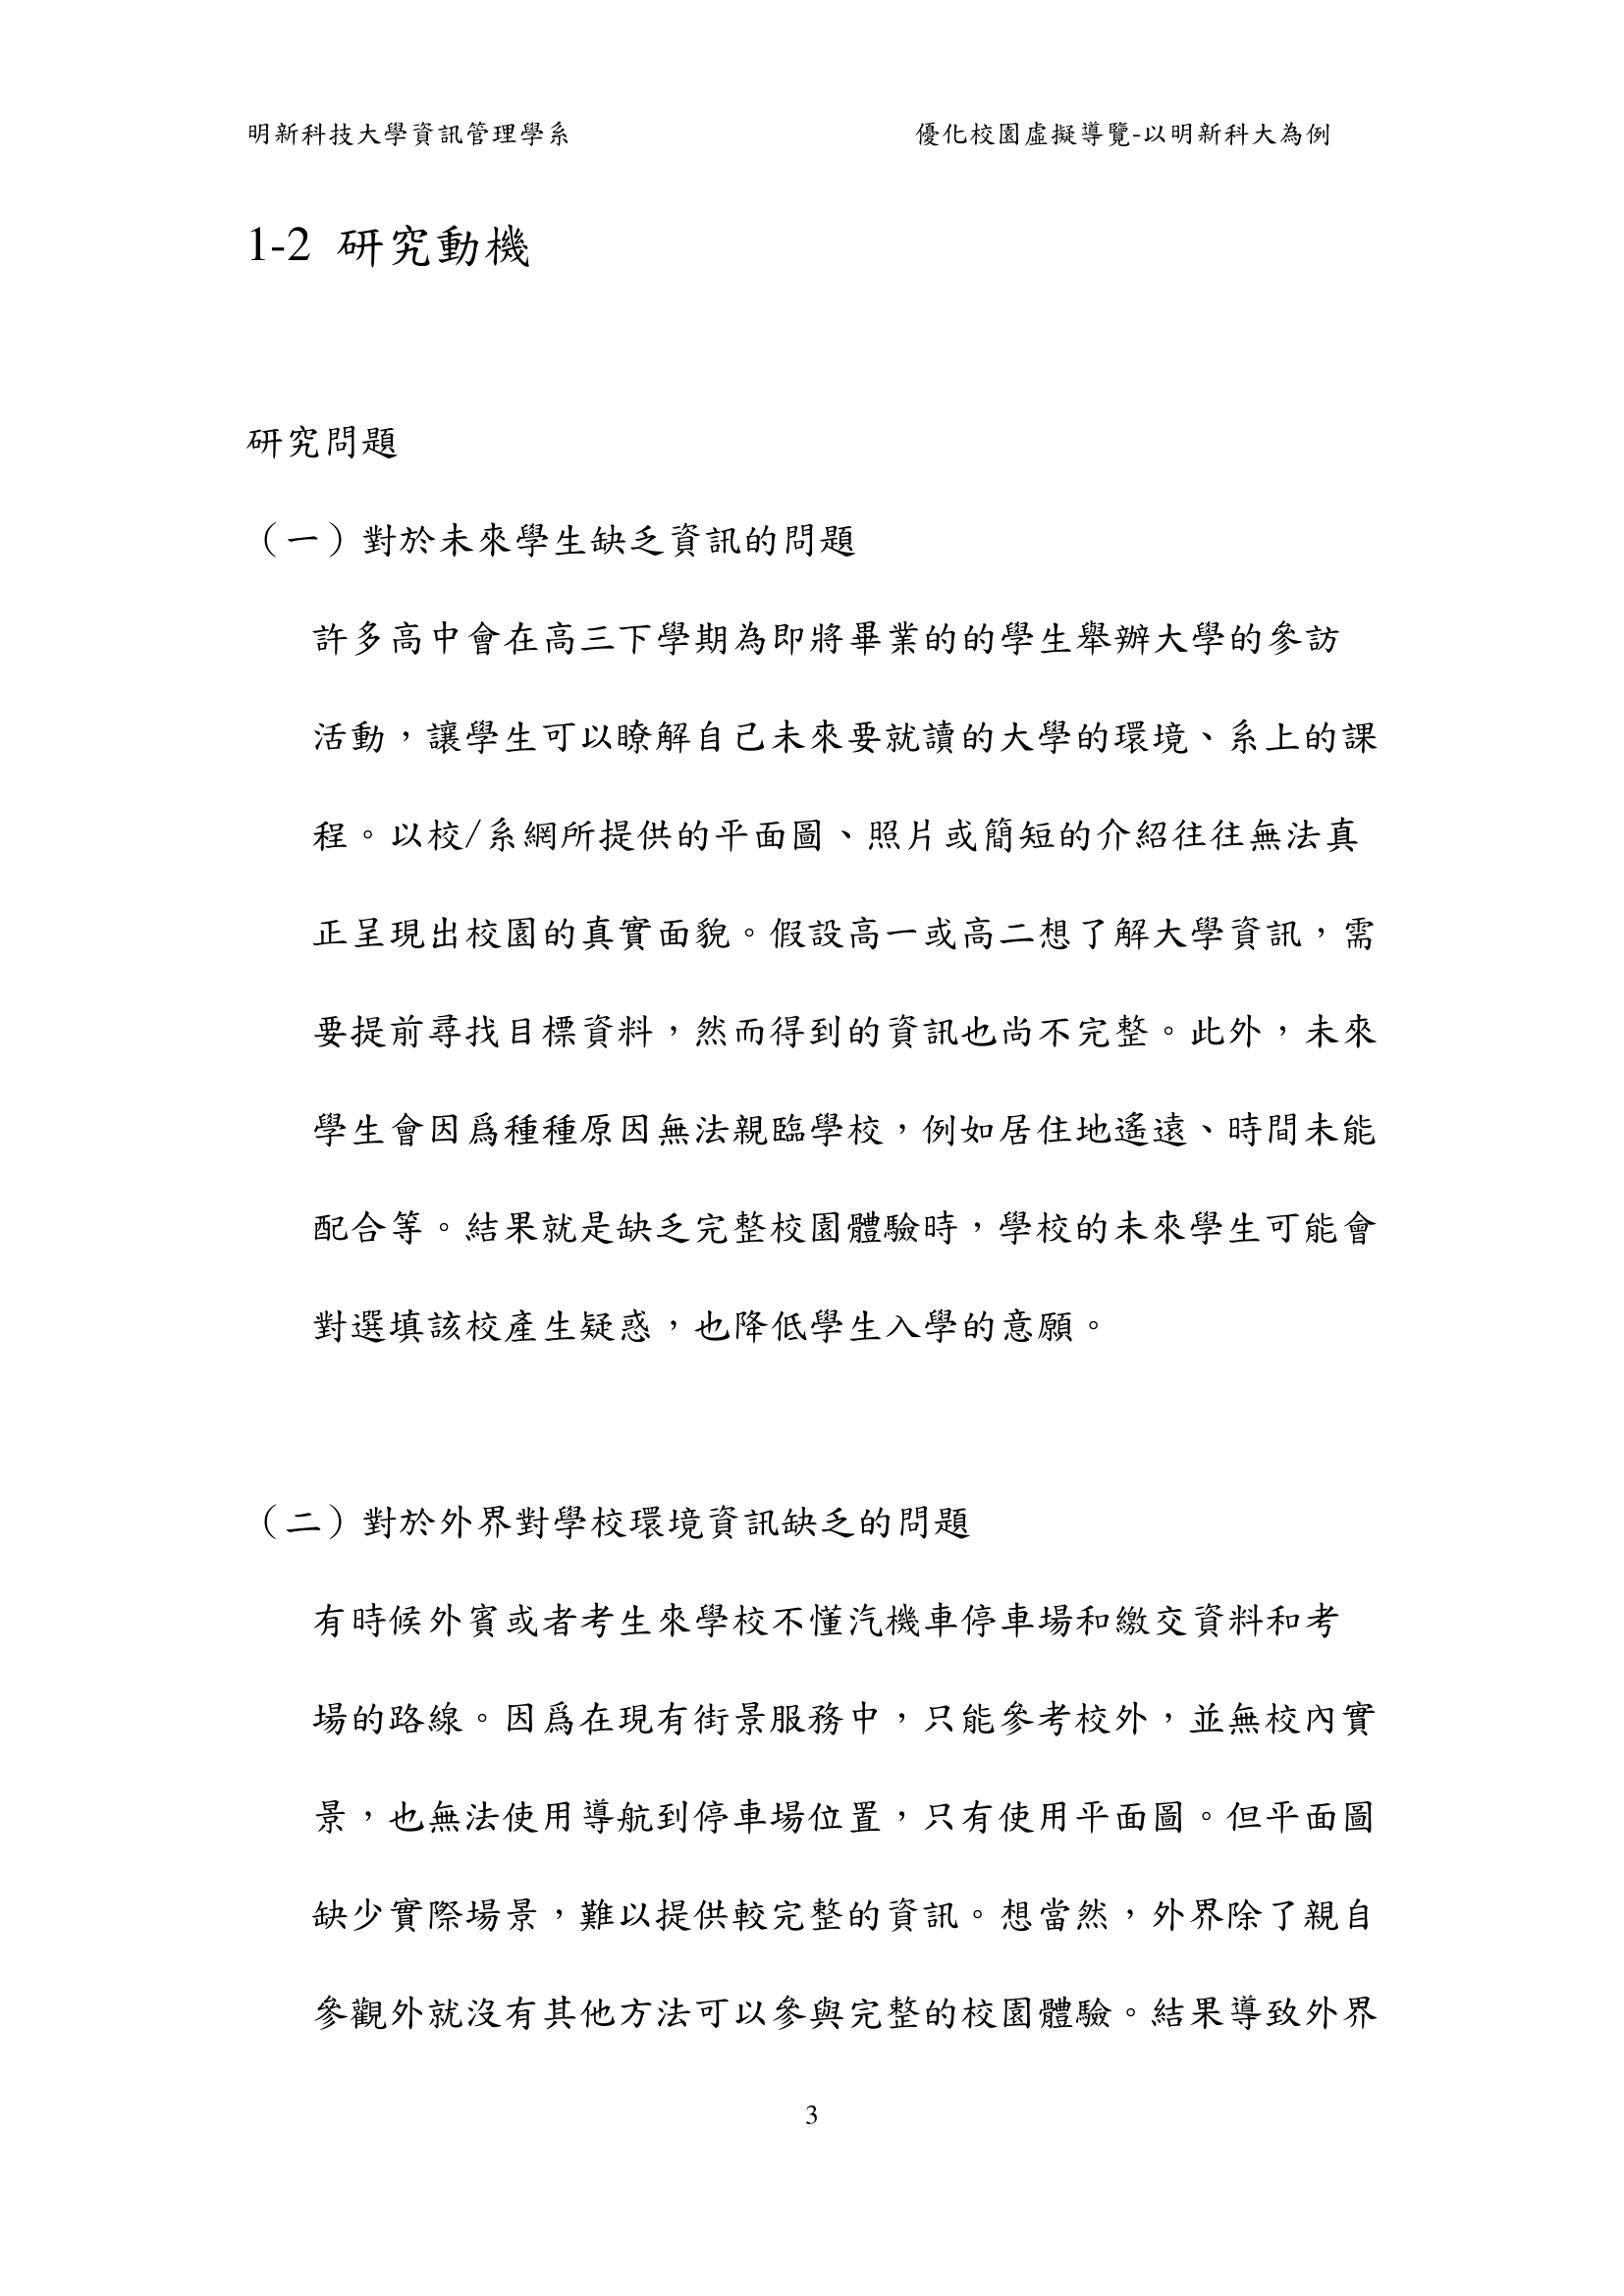 明新科技大學資訊管理學系 優化校園虛擬導覽-以明新科大為例
1-2 研究動機
研究問題
（一）對於未來學生缺乏資訊的問題
許多高中會在高三下學期為即將畢業的的學生舉辦大學的參訪
活動，讓學生可以瞭解自己未來要就讀的大學的環境、系上的課
程。以校/系網所提供的平面圖、照片或簡短的介紹往往無法真
正呈現出校園的真實面貌。假設高一或高二想了解大學資訊，需
要提前尋找目標資料，然而得到的資訊也尚不完整。此外，未來
學生會因爲種種原因無法親臨學校，例如居住地遙遠、時間未能
配合等。結果就是缺乏完整校園體驗時，學校的未來學生可能會
對選填該校產生疑惑，也降低學生入學的意願。
（二）對於外界對學校環境資訊缺乏的問題
有時候外賓或者考生來學校不懂汽機車停車場和繳交資料和考
場的路線。因爲在現有街景服務中，只能參考校外，並無校內實
景，也無法使用導航到停車場位置，只有使用平面圖。但平面圖
缺少實際場景，難以提供較完整的資訊。想當然，外界除了親自
參觀外就沒有其他方法可以參與完整的校園體驗。結果導致外界
3